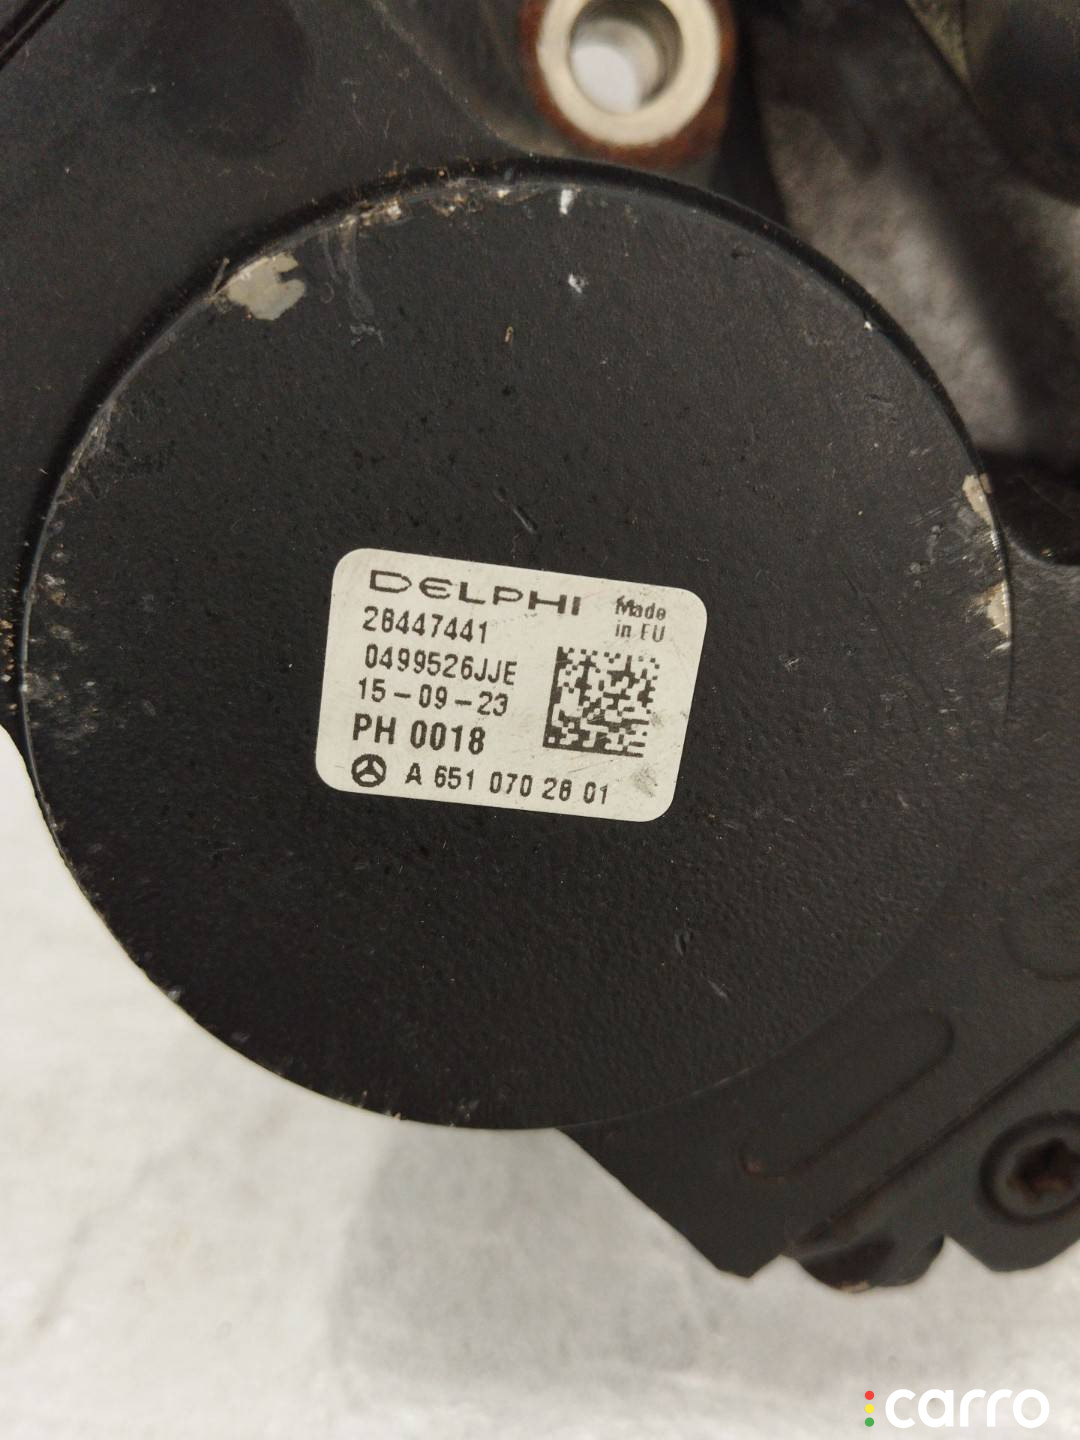 DELPHI
Made
in EU
28447441
0499526JJE
15-09-23
PH 0018
A 651 070 28 01
carro